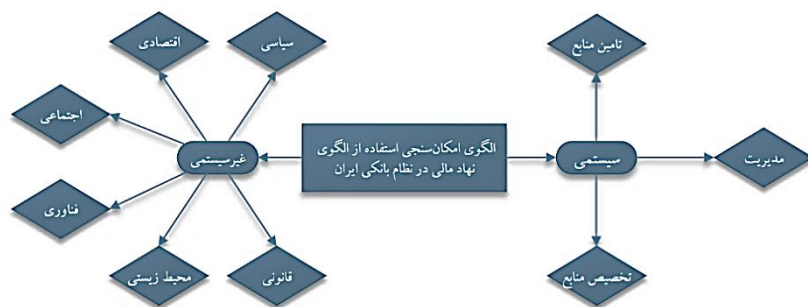 سیاسی
اقتصادی
تامین منابع
اجتماعی
الگوی امکان‌سنجی استفاده از الگوی
نهاد مالی در نظام بانکی ایران
غیرسیستمی
سیستمی
مدیریت
فناوری
قانونی
محیط زیستی
تخصیص منابع